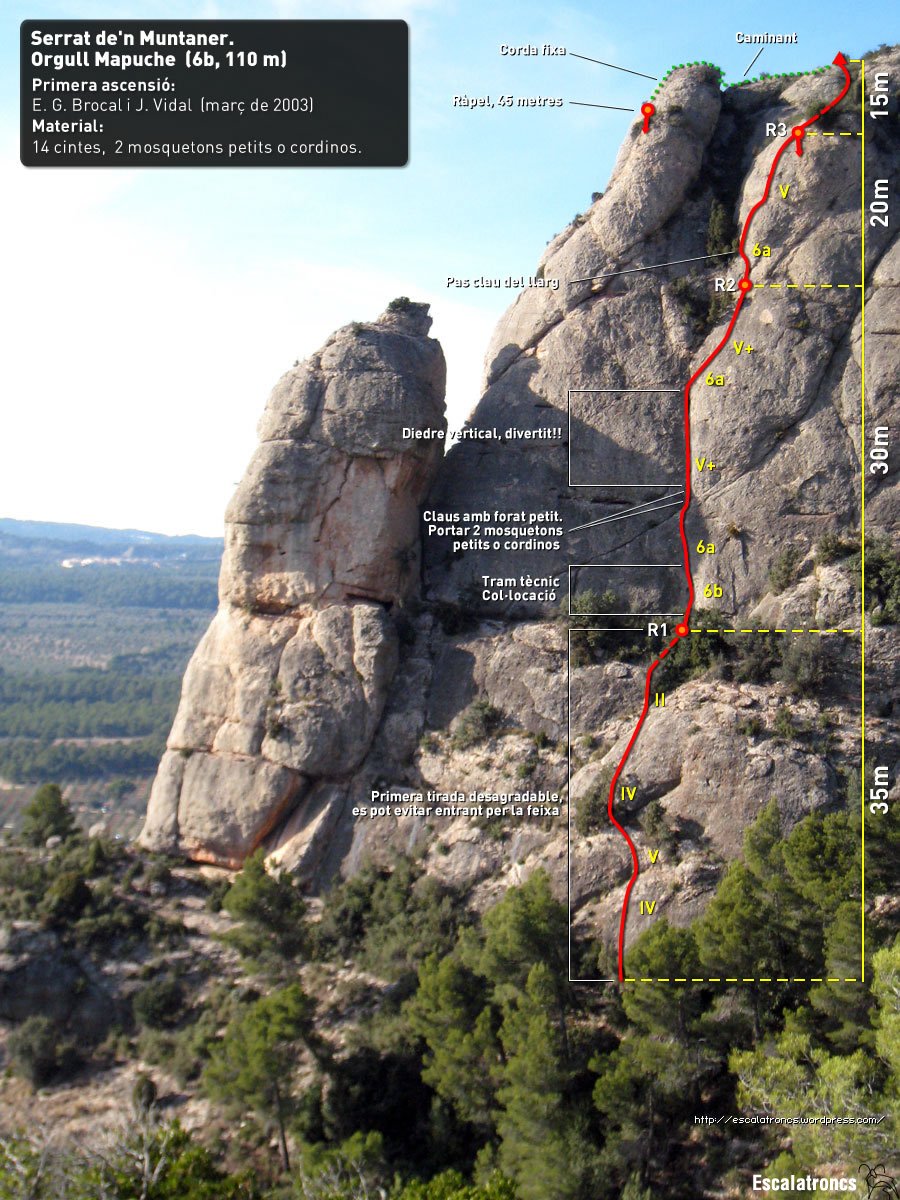 Serrat de'n Muntaner.
Orgull Mapuche (6b, 110 m)
Primera ascensió:
E. G. Brocal i J. Vidal (març de 2003)
Material:
14 cintes, 2 mosquetons petits o cordinos.
Corda fixa
Caminant
Ràpel, 45 metres
15m
R3
20m
V
6a
Pas clau del llarg
R2
V+
6a
Diedre vertical, divertit!!
30m
V+
Claus amb forat petit.
Portar 2 mosquetons
petits o cordinos
6a
Tram tècnic
Col·locació
6b
R1
II
35m
IV
Primera tirada desagradable,
es pot evitar entrant per la feixa
V
IV
http://escalatroncs.wordpress.com/
Escalatroncs